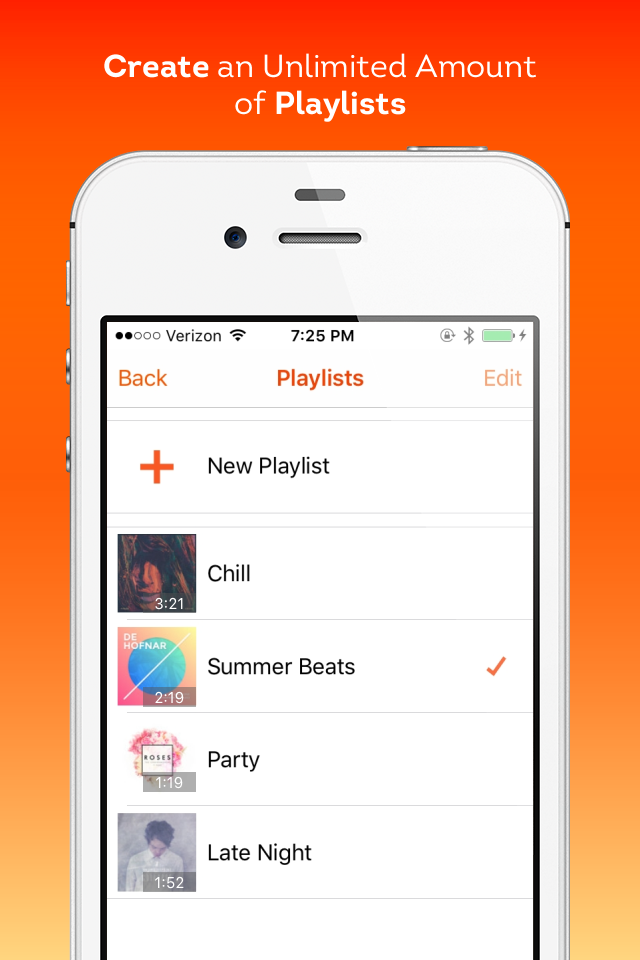 Create an Unlimited Amount
of Playlists
Verizon 7:25 PM
Back Playlists Edit
New Playlist
Chill
3:21
DE
HOFNAR
Summer Beats
2:19
ROSES
Party
1:19
Late Night
1:52